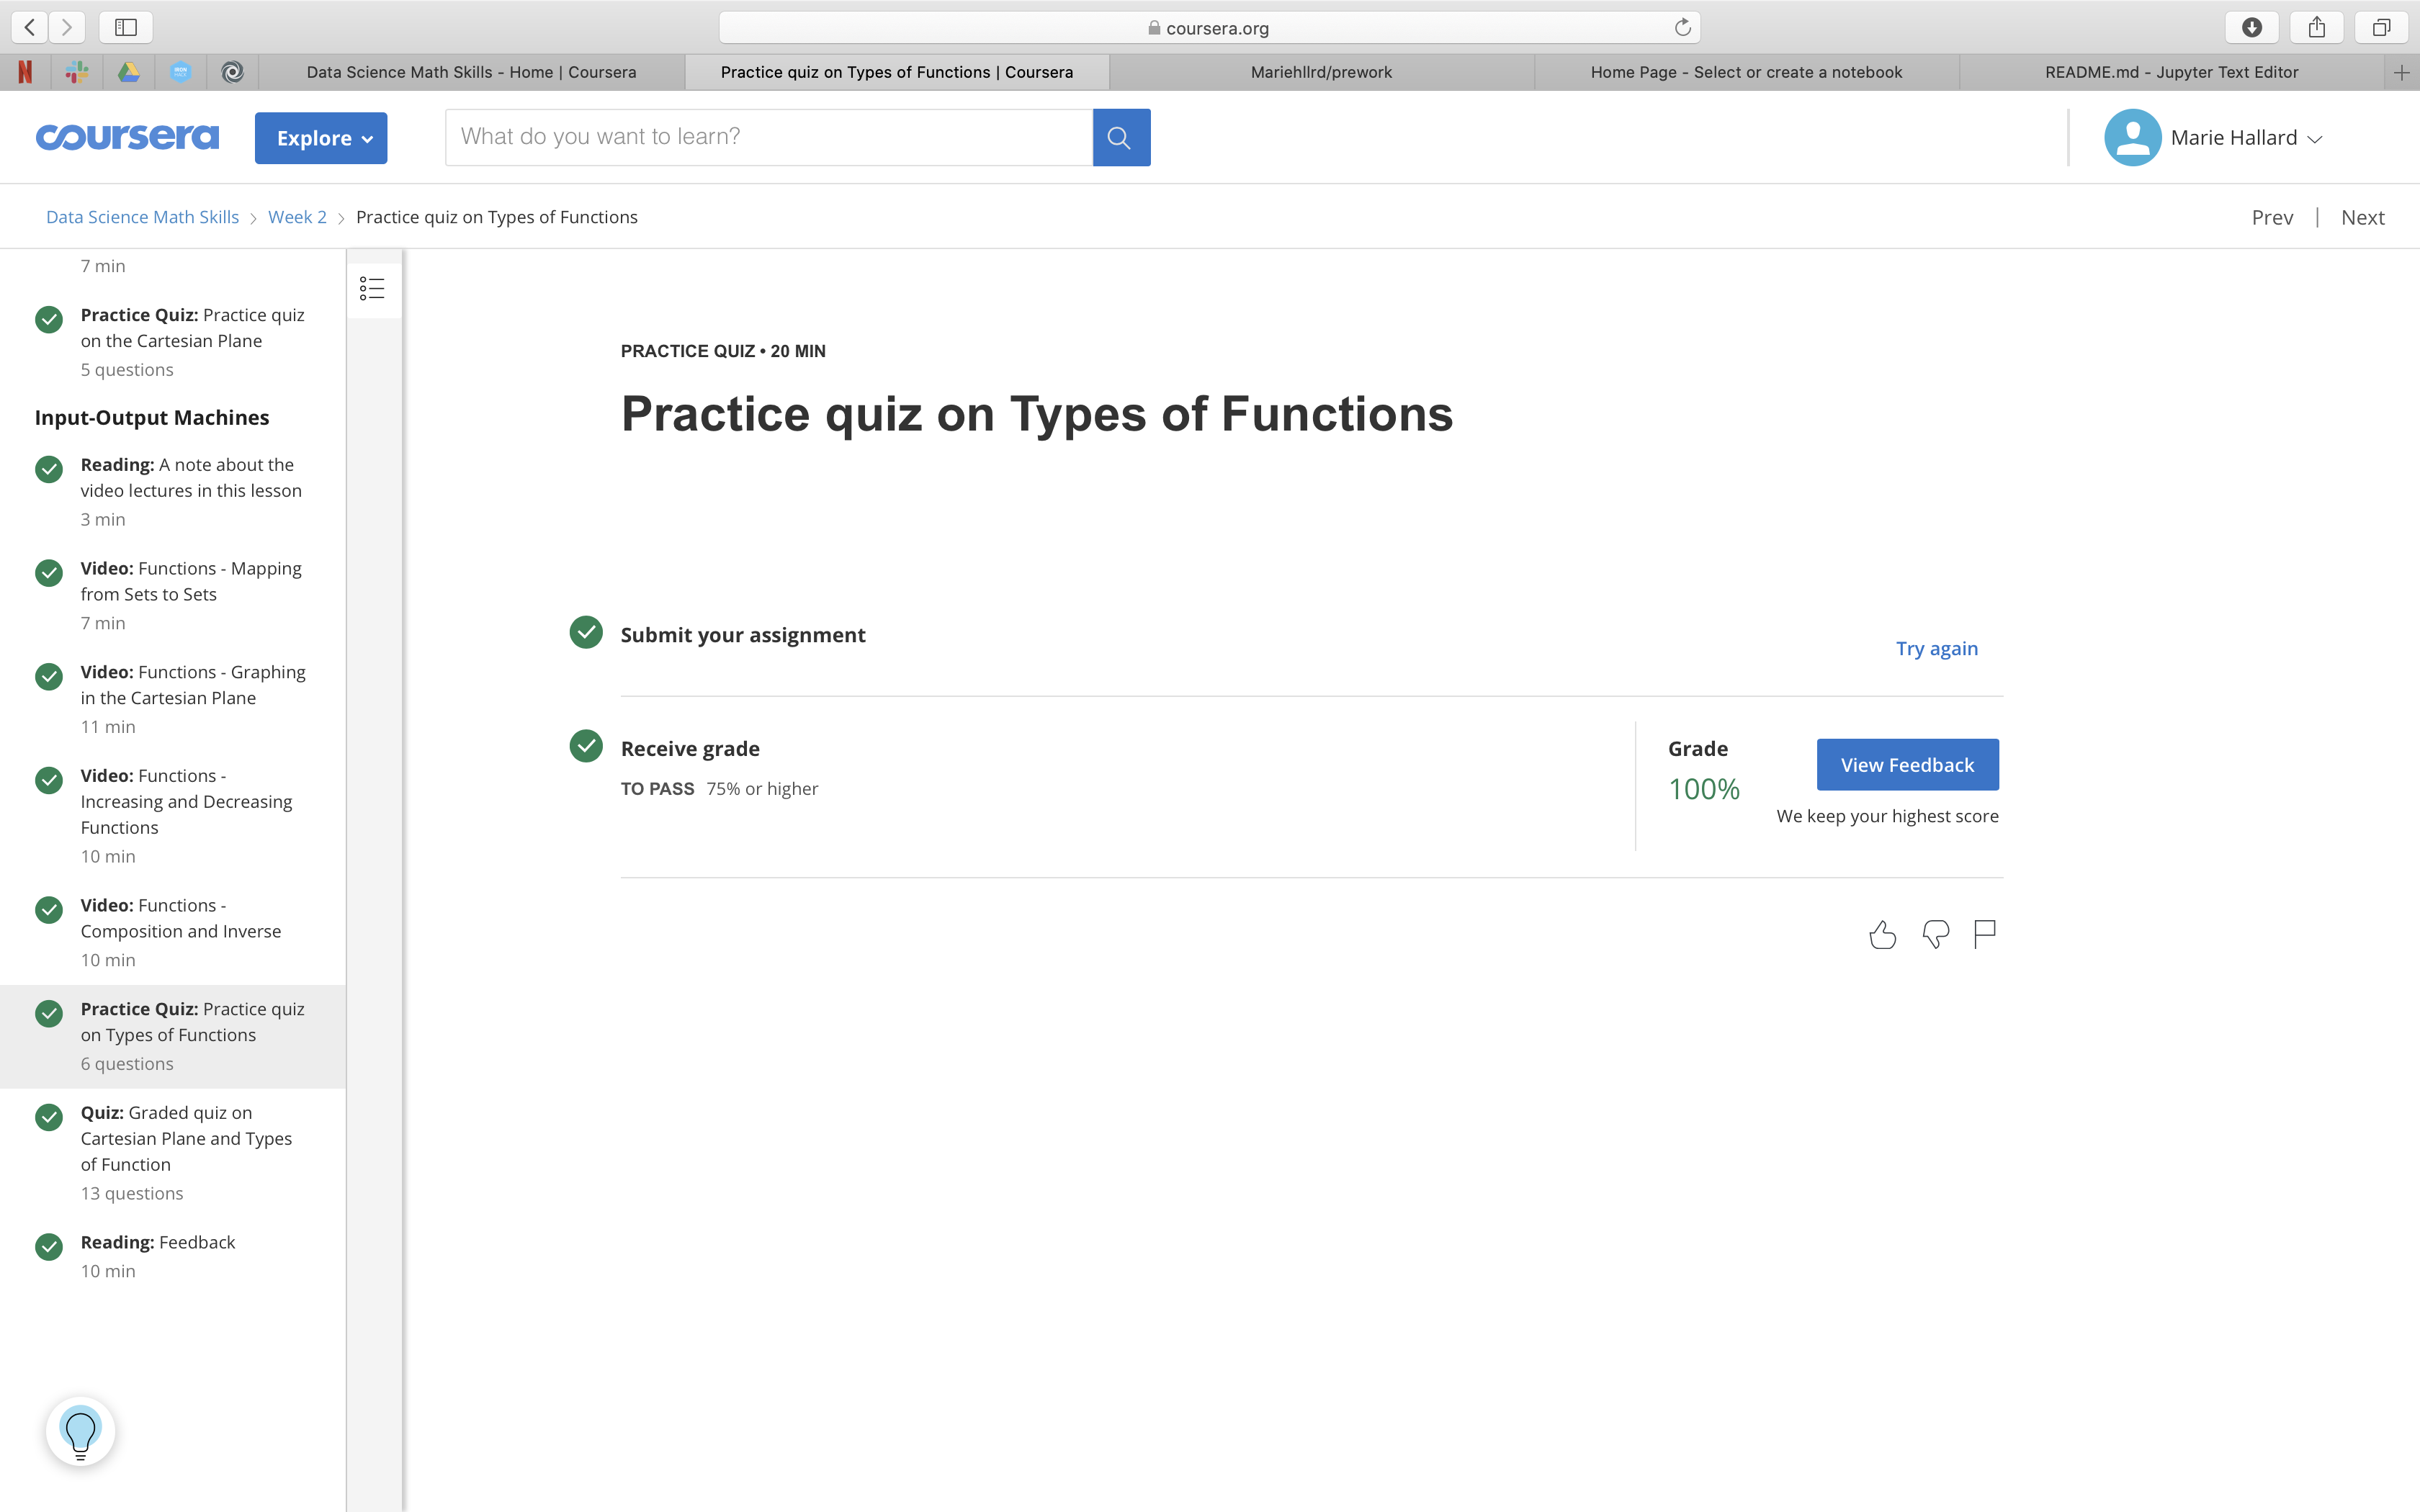 coursera.org
Data Science Math Skills - Home | Coursera
Practice quiz on Types of Functions | Coursera
Mariehllrd/prework
Home Page - Select or create a notebook
README.md - Jupyter Text Editor
coursera
Explore
What do you want to learn?
Marie Hallard
Data Science Math Skills
Week 2
Practice quiz on Types of Functions
Prev | Next
7 min
Practice Quiz: Practice quiz
on the Cartesian Plane
5 questions
Input-Output Machines
Reading: A note about the
video lectures in this lesson
3 min
Video: Functions - Mapping
from Sets to Sets
7 min
Video: Functions - Graphing
in the Cartesian Plane
11 min
Video: Functions -
Increasing and Decreasing
Functions
10 min
Video: Functions -
Composition and Inverse
10 min
Practice Quiz: Practice quiz
on Types of Functions
6 questions
Quiz: Graded quiz on
Cartesian Plane and Types
of Function
13 questions
Reading: Feedback
10 min
PRACTICE QUIZ • 20 MIN
Practice quiz on Types of Functions
Submit your assignment
Try again
Receive grade
TO PASS 75% or higher
Grade
100%
View Feedback
We keep your highest score